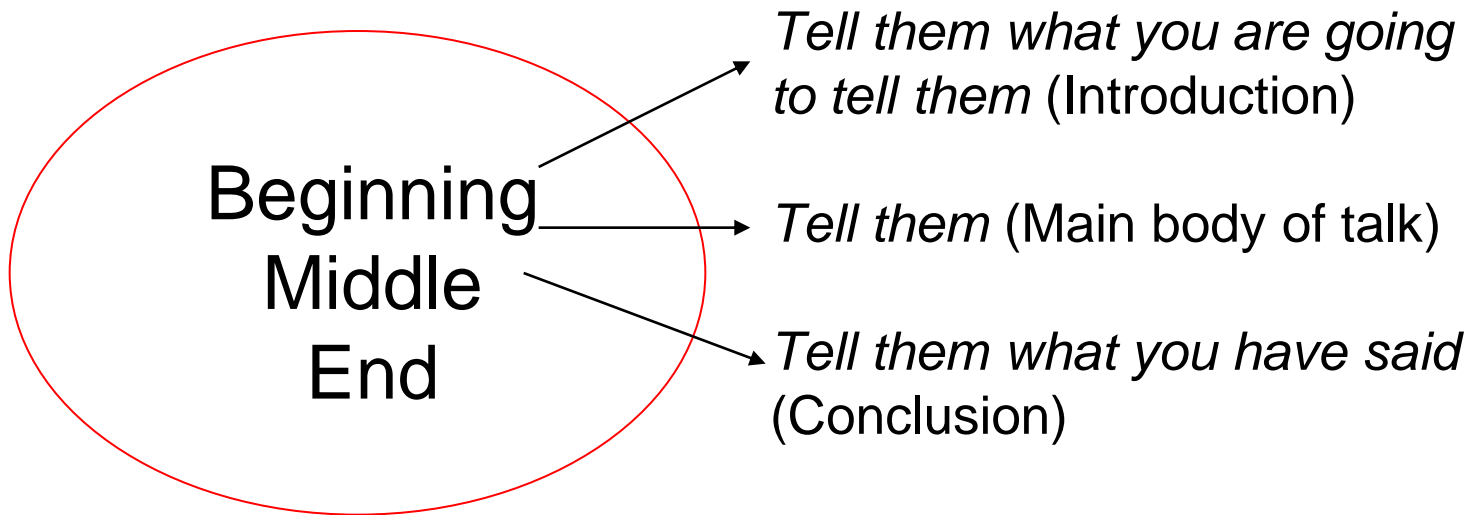 Beginning
Middle
End
Tell them what you are going
to tell them (Introduction)
Tell them (Main body of talk)
Tell them what you have said
(Conclusion)